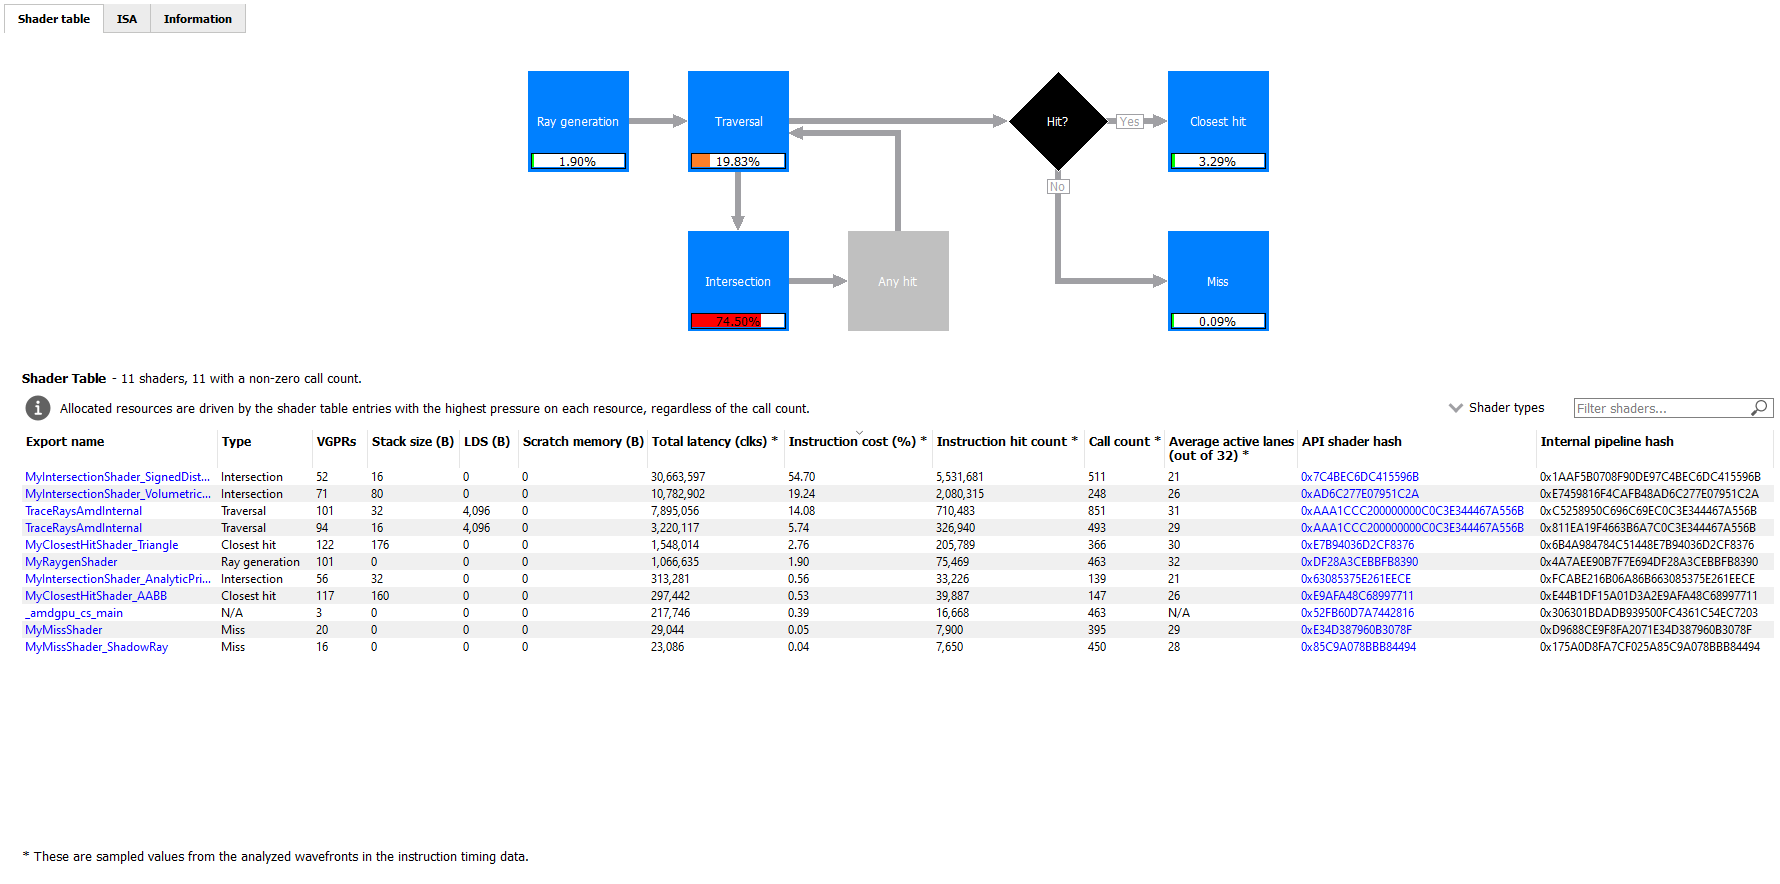 Shader table ISA Information
Ray generation
1.90%
Traversal
19.83%
Hit?
Yes
Closest hit
3.29%
No
Intersection
74.50%
Any hit
Miss
0.09%
Shader Table - 11 shaders, 11 with a non-zero call count.
Allocated resources are driven by the shader table entries with the highest pressure on each resource, regardless of the call count.
Shader types
Filter shaders...
Export name Type VGPRs Stack size (B) LDS (B) Scratch memory (B) Total latency (clks) * Instruction cost (%) * Instruction hit count * Call count * Average active lanes (out of 32) * API shader hash Internal pipeline hash
MyIntersectionShader_SignedDist... Intersection 52 16 0 0 30,663,597 54.70 5,531,681 511 21 0x7C4BEC6DC415596B 0x1AAF5B0708F90DE97C4BEC6DC415596B
MyIntersectionShader_Volumetric... Intersection 71 80 0 0 10,782,902 19.24 2,080,315 248 26 0xAD6C277E07951C2A 0xE7459816F4CAFB48AD6C277E07951C2A
TraceRaysAmdInternal Traversal 101 32 4,096 0 7,895,056 14.08 710,483 851 31 0xAAA1CCC200000000C0C3E344467A556B 0xC5258950C696C69EC0C3E344467A556B
TraceRaysAmdInternal Traversal 94 16 4,096 0 3,220,117 5.74 326,940 493 29 0xAAA1CCC200000000C0C3E344467A556B 0x811EA19F4663B6A7C0C3E344467A556B
MyClosestHitShader_Triangle Closest hit 122 176 0 0 1,548,014 2.76 205,789 366 30 0xE7B94036D2CF8376 0x6B4A984784C51448E7B94036D2CF8376
MyRaygenShader Ray generation 101 0 0 0 1,066,635 1.90 75,469 463 32 0xDF28A3CEBBFB8390 0x4A7AEE90B7F7E694DF28A3CEBBFB8390
MyIntersectionShader_AnalyticPri... Intersection 56 32 0 0 313,281 0.56 33,226 139 21 0x63085375E261EECE 0xFCABE216B06A86B663085375E261EECE
MyClosestHitShader_AABB Closest hit 117 160 0 0 297,442 0.53 39,887 147 26 0xE9AFA48C68997711 0xE44B1DF15A01D3A2E9AFA48C68997711
_amdgpu_cs_main N/A 3 0 0 0 217,746 0.39 16,668 463 N/A 0x52FB60D7A7442816 0x306301BDADB939500FC4361C54EC7203
MyMissShader Miss 20 0 0 0 29,044 0.05 7,900 395 29 0xE34D387960B3078F 0xD9688CE9F8FA2071E34D387960B3078F
MyMissShader_ShadowRay Miss 16 0 0 0 23,086 0.04 7,650 450 28 0x85C9A078BBB84494 0x175A0D8FA7CF025A85C9A078BBB84494
* These are sampled values from the analyzed wavefronts in the instruction timing data.